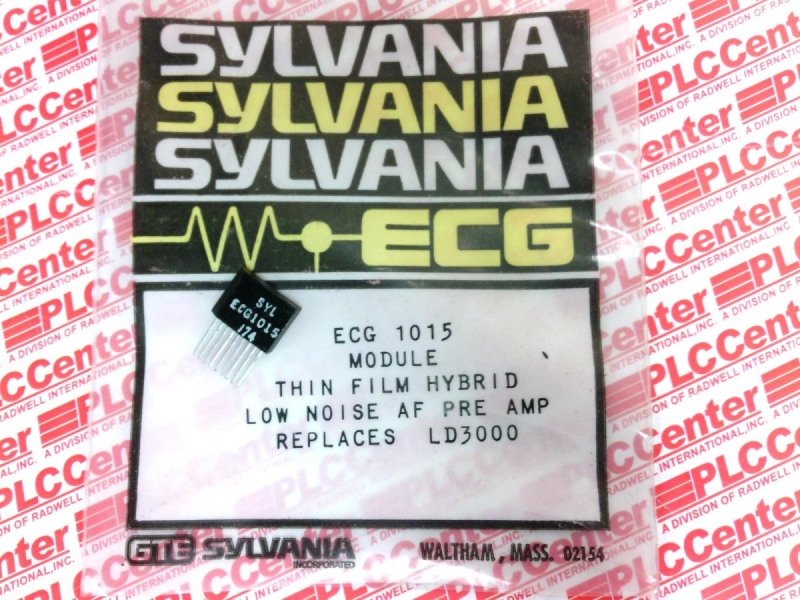 SYLVANIA
SYLVANIA
SYLVANIA
ECG
SYL
ECG1015
174
ECG 1015
MODULE
THIN FILM HYBRID
LOW NOISE AF PRE AMP
REPLACES LD3000
GTE SYLVANIA
INCORPORATED
WALTHAM, MASS. 02154
PLCCenter
A DIVISION OF RADWELL INTERNATIONAL, INC.